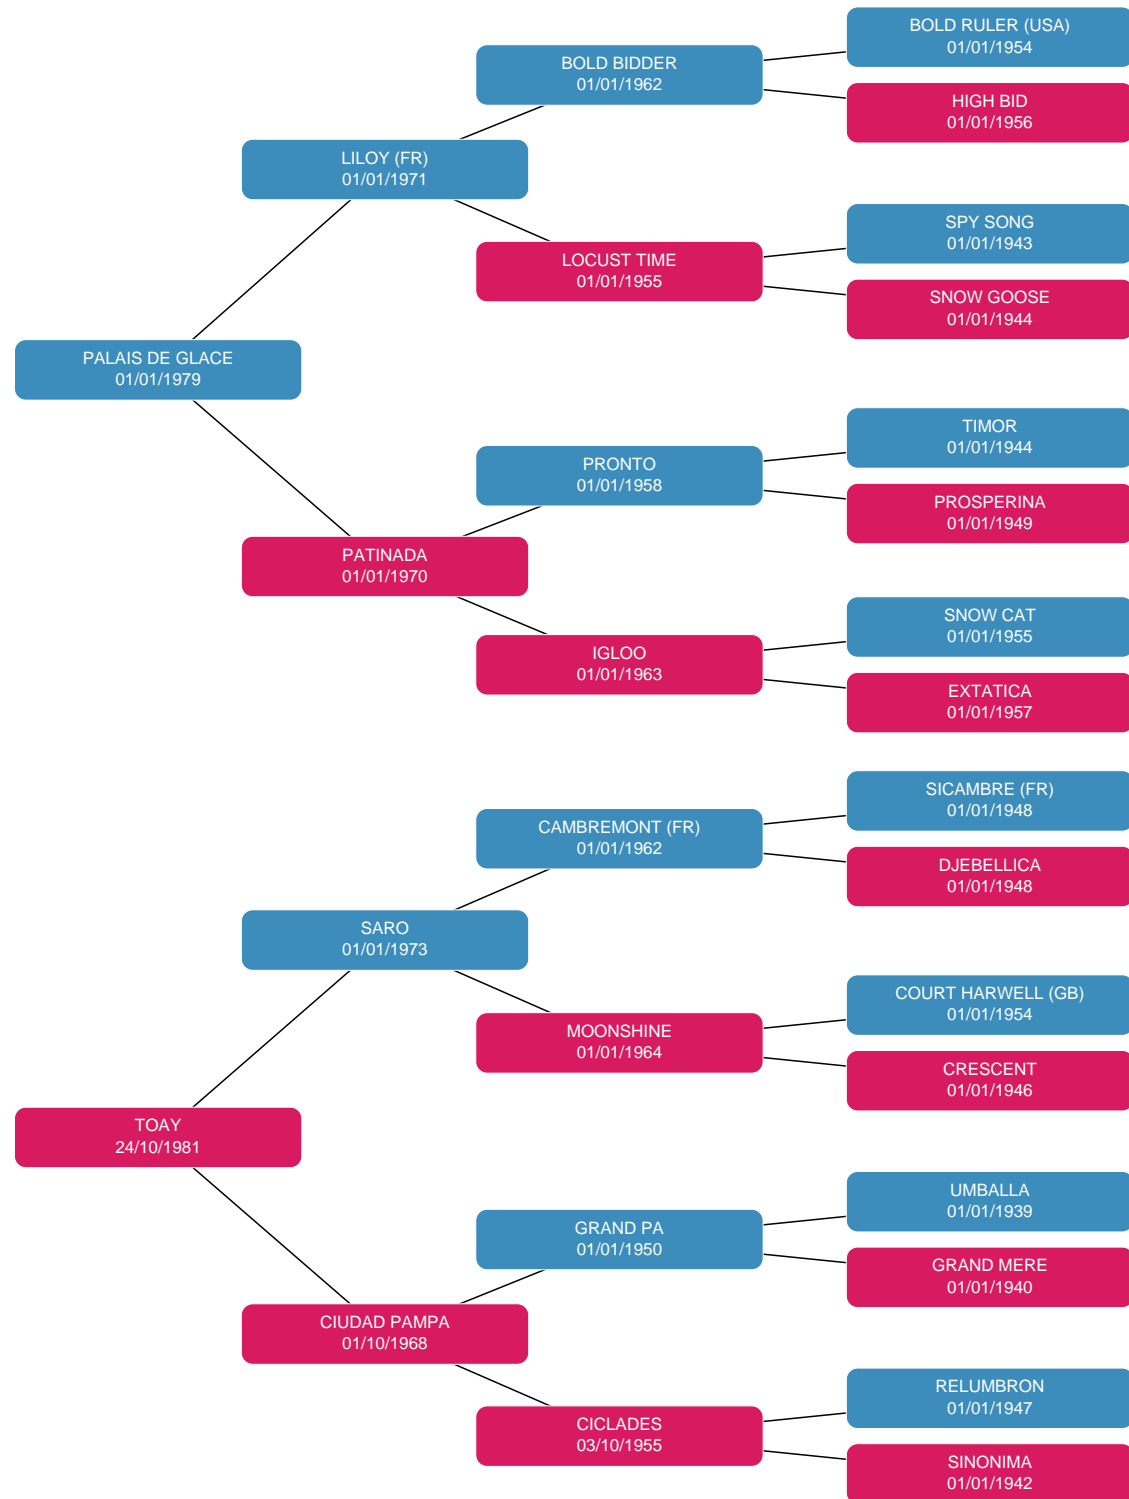 BOLD RULER (USA)
01/01/1954
BOLD BIDDER
01/01/1962
HIGH BID
01/01/1956
LILOY (FR)
01/01/1971
SPY SONG
01/01/1943
LOCUST TIME
01/01/1955
SNOW GOOSE
01/01/1944
PALAIS DE GLACE
01/01/1979
TIMOR
01/01/1944
PRONTO
01/01/1958
PROSPERINA
01/01/1949
PATINADA
01/01/1970
SNOW CAT
01/01/1955
IGLOO
01/01/1963
EXTATICA
01/01/1957
SICAMBRE (FR)
01/01/1948
CAMBREMONT (FR)
01/01/1962
DJEBELLICA
01/01/1948
SARO
01/01/1973
COURT HARWELL (GB)
01/01/1954
MOONSHINE
01/01/1964
CRESCENT
01/01/1946
TOAY
24/10/1981
UMBALLA
01/01/1939
GRAND PA
01/01/1950
GRAND MERE
01/01/1940
CIUDAD PAMPA
01/10/1968
RELUMBRON
01/01/1947
CICLADES
03/10/1955
SINONIMA
01/01/1942